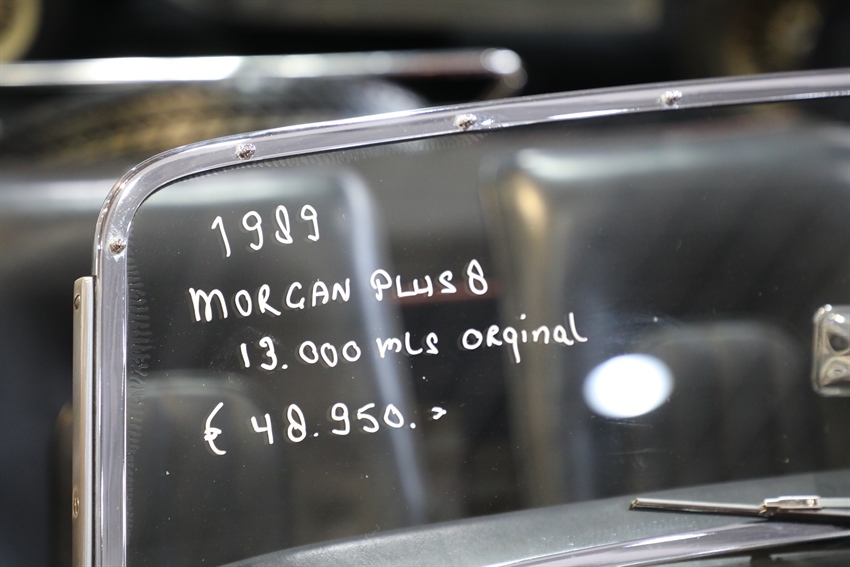 1989
MORGAN PLUS 8
13.000 mLs ORginal
€ 48.950.-